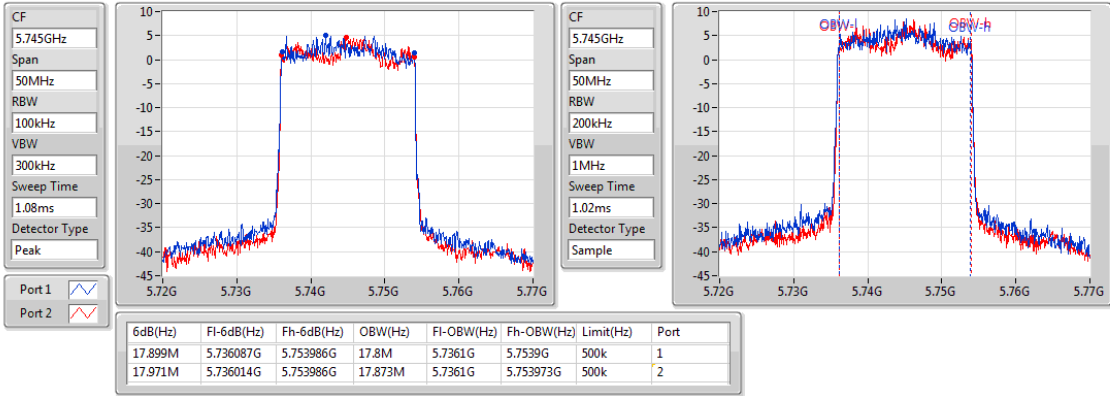 CF
5.745GHz
Span
50MHz
RBW
100kHz
VBW
300kHz
Sweep Time
1.08ms
Detector Type
Peak
Port 1
Port 2
10
5
0
-5
-10
-15
-20
-25
-30
-35
-40
-45
5.72G 5.73G 5.74G 5.75G 5.76G 5.77G
CF
5.745GHz
Span
50MHz
RBW
200kHz
VBW
1MHz
Sweep Time
1.02ms
Detector Type
Sample
10
5
0
-5
-10
-15
-20
-25
-30
-35
-40
-45
OBW-l OBW-h
OBW-h
5.72G 5.73G 5.74G 5.75G 5.76G 5.77G
6dB(Hz) Fl-6dB(Hz) Fh-6dB(Hz) OBW(Hz) Fl-OBW(Hz) Fh-OBW(Hz) Limit(Hz) Port
17.899M 5.736087G 5.753986G 17.8M 5.7361G 5.7539G 500k 1
17.971M 5.736014G 5.753986G 17.873M 5.7361G 5.753973G 500k 2